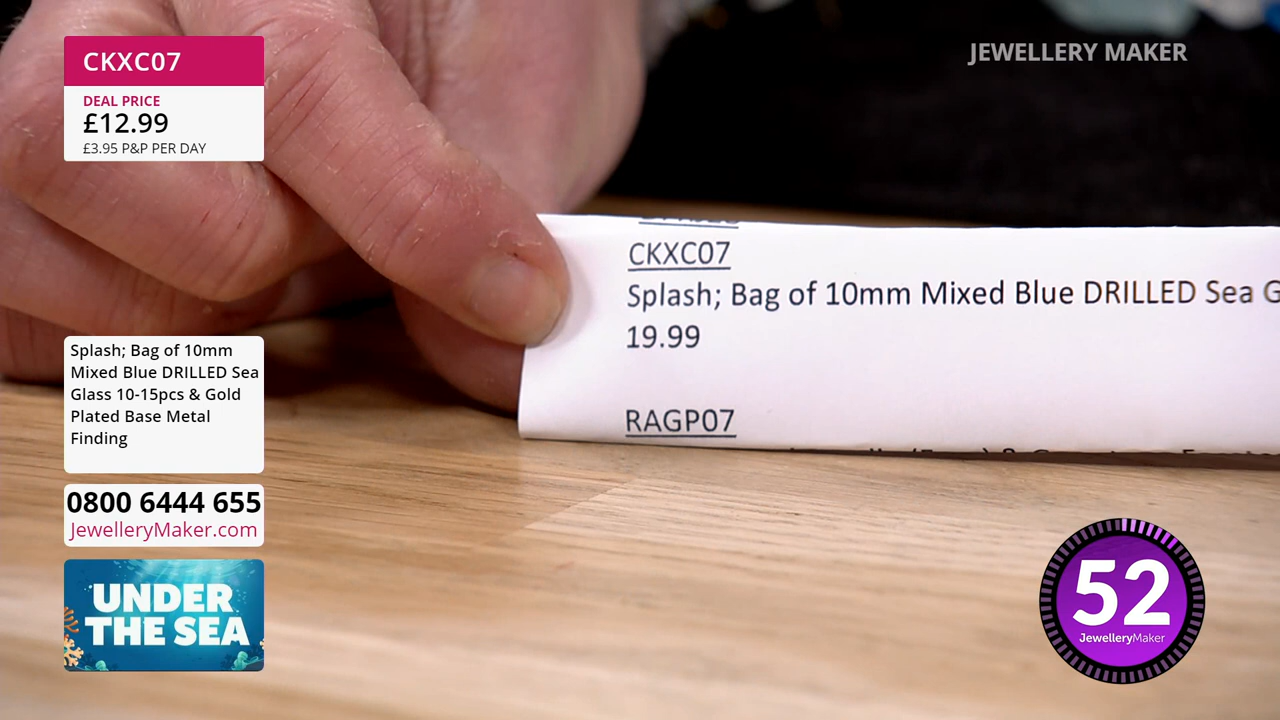 CKXC07
DEAL PRICE
£12.99
£3.95 P&P PER DAY
JEWELLERY MAKER
CKXC07
Splash; Bag of 10mm Mixed Blue DRILLED Sea
19.99
RAGP07
Splash; Bag of 10mm
Mixed Blue DRILLED Sea
Glass 10-15pcs & Gold
Plated Base Metal
Finding
0800 6444 655
JewelleryMaker.com
UNDER
THE SEA
52
JewelleryMaker